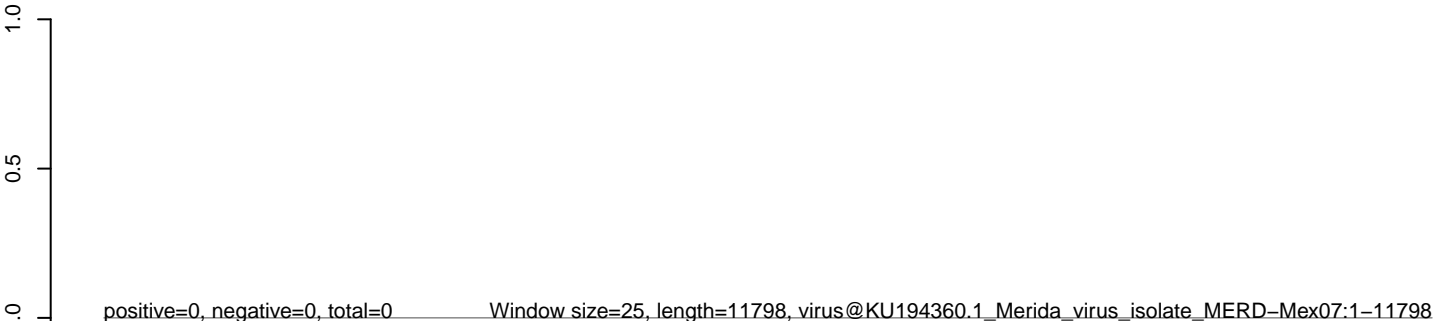 1.0
0.5
.0
positive=0, negative=0, total=0 Window size=25, length=11798, virus@KU194360.1_Merida_virus_isolate_MERD−Mex07:1−11798